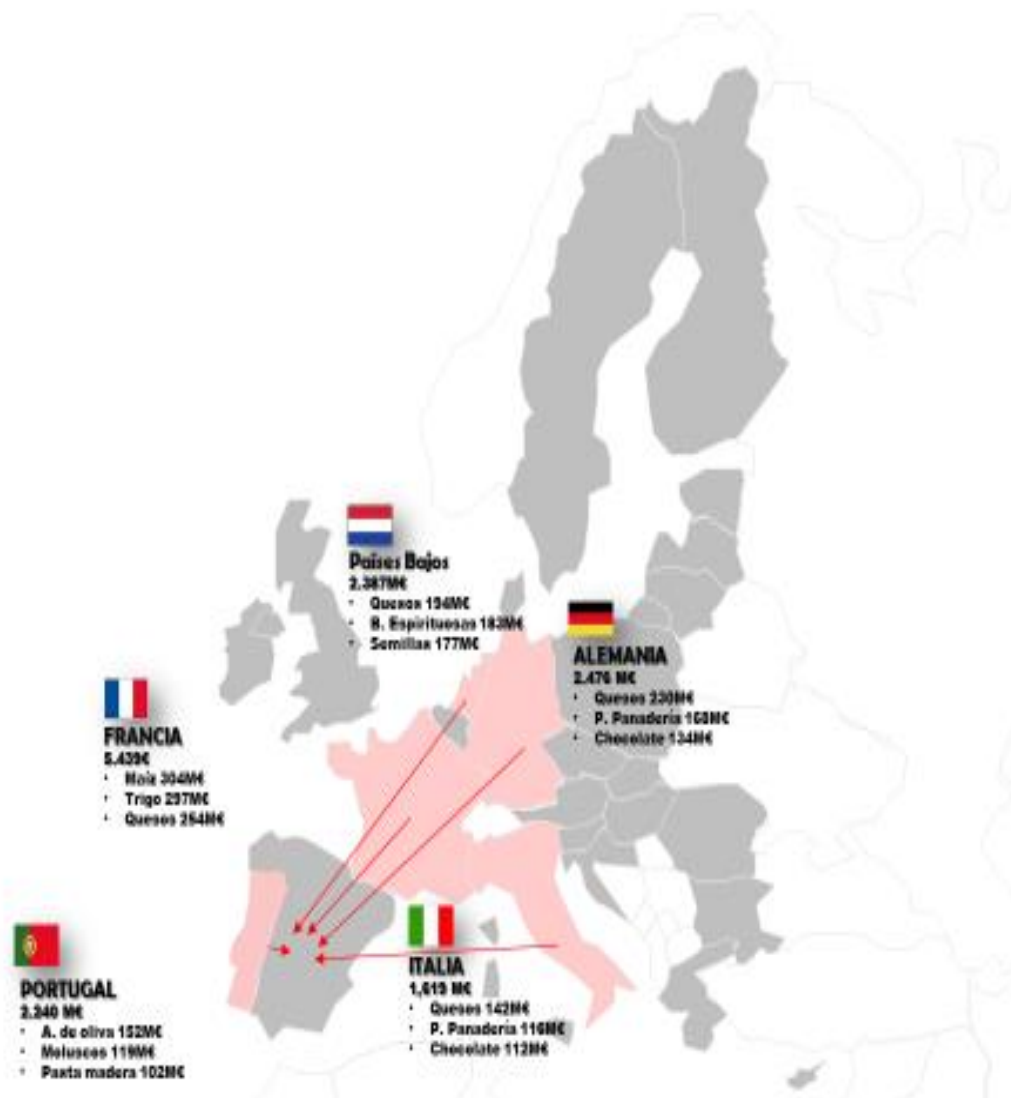 Países Bajos
2.387M€
• Quesos 194M€
• B. Espirituosas 183M€
• Semillas 177M€
ALEMANIA
2.476 M€
• Quesos 230M€
• P. Panadería 168M€
• Chocolate 134M€
FRANCIA
5.439€
• Maíz 304M€
• Trigo 297M€
• Quesos 254M€
PORTUGAL
2.240 M€
• A. de oliva 152M€
• Moluscos 119M€
• Pasta madera 102M€
ITALIA
1,619 M€
• Quesos 142M€
• P. Panadería 116M€
• Chocolate 112M€